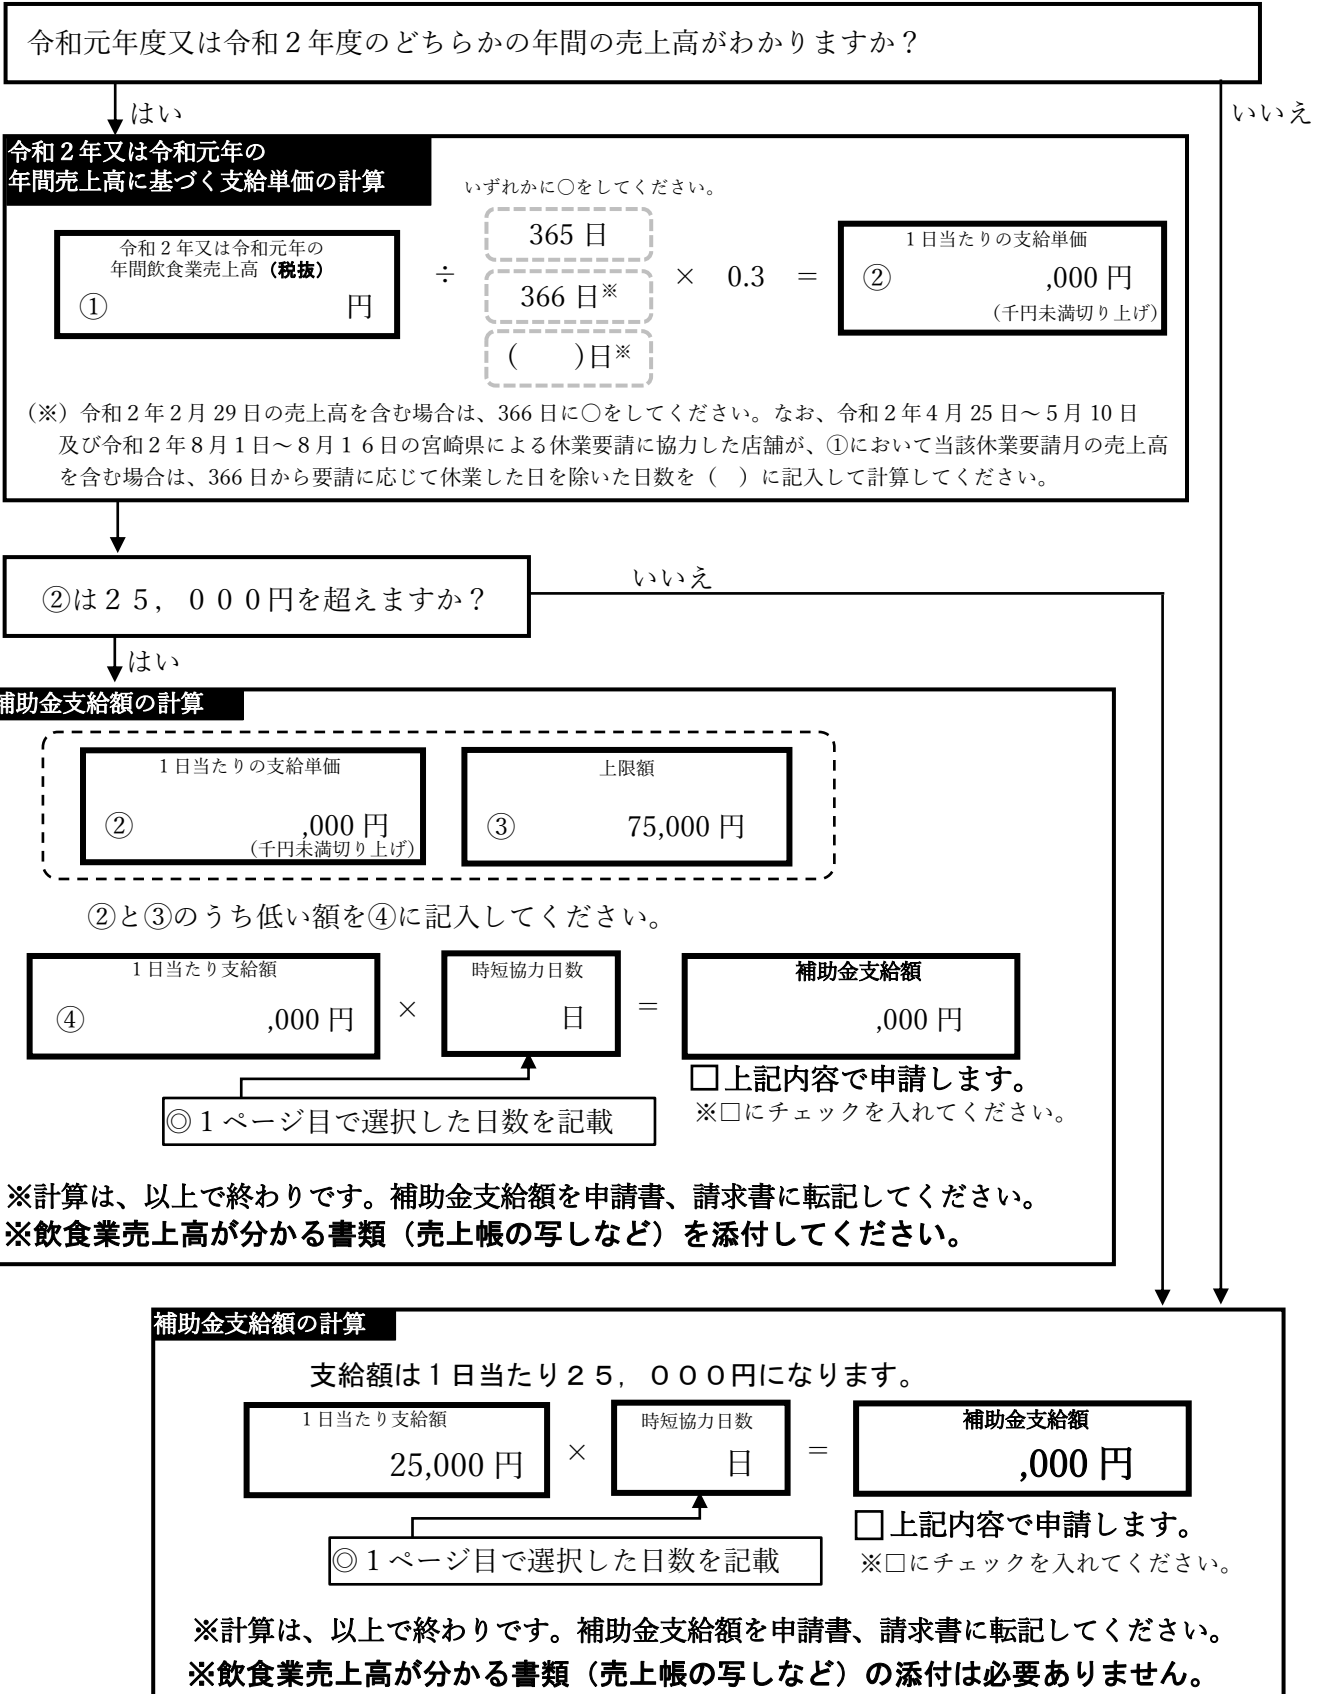 令和元年度又は令和２年度のどちらかの年間の売上高がわかりますか？
はい
いいえ
令和２年又は令和元年の
年間売上高に基づく支給単価の計算
いずれかに○をしてください。
令和２年又は令和元年の
年間飲食業売上高（税抜）
① 円
÷
365 日
366 日※
(　　)日※
× 0.3 ＝
１日当たりの支給単価
② ,000 円
（千円未満切り上げ）
（※）令和２年２月 29 日の売上高を含む場合は、366 日に○をしてください。なお、令和２年４月 25 日～５月 10 日
及び令和２年８月１日～８月１６日の宮崎県による休業要請に協力した店舗が、①において当該休業要請月の売上高
を含む場合は、366 日から要請に応じて休業した日を除いた日数を（　）に記入して計算してください。
②は２５，０００円を超えますか？
いいえ
はい
補助金支給額の計算
１日当たりの支給単価
② ,000 円
（千円未満切り上げ）
上限額
③ 75,000 円
②と③のうち低い額を④に記入してください。
１日当たり支給額
④ ,000 円
×
時短協力日数
日
＝
補助金支給額
,000 円
□上記内容で申請します。
※□にチェックを入れてください。
◎１ページ目で選択した日数を記載
※計算は、以上で終わりです。補助金支給額を申請書、請求書に転記してください。
※飲食業売上高が分かる書類（売上帳の写しなど）を添付してください。
補助金支給額の計算
支給額は１日当たり２５，０００円になります。
１日当たり支給額
25,000 円
×
時短協力日数
日
＝
補助金支給額
,000 円
□上記内容で申請します。
※□にチェックを入れてください。
◎１ページ目で選択した日数を記載
※計算は、以上で終わりです。補助金支給額を申請書、請求書に転記してください。
※飲食業売上高が分かる書類（売上帳の写しなど）の添付は必要ありません。